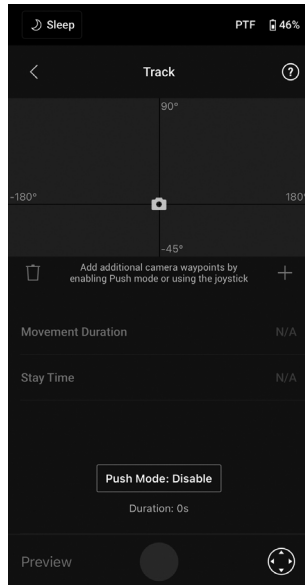 Sleep
PTF 46%
Track ?
90°
-180° 180°
-45°
Add additional camera waypoints by
enabling Push mode or using the joystick
Movement Duration N/A
Stay Time N/A
Push Mode: Disable
Duration: 0s
Preview